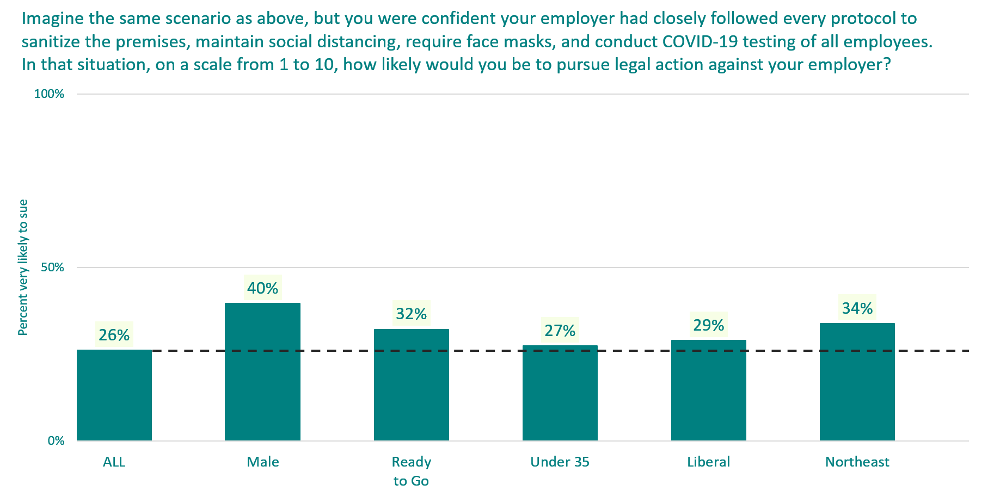 Imagine the same scenario as above, but you were confident your employer had closely followed every protocol to
sanitize the premises, maintain social distancing, require face masks, and conduct COVID-19 testing of all employees.
In that situation, on a scale from 1 to 10, how likely would you be to pursue legal action against your employer?
100%
50%
0%
Percent very likely to sue
26%
40%
32%
27%
29%
34%
ALL
Male
Ready
to Go
Under 35
Liberal
Northeast